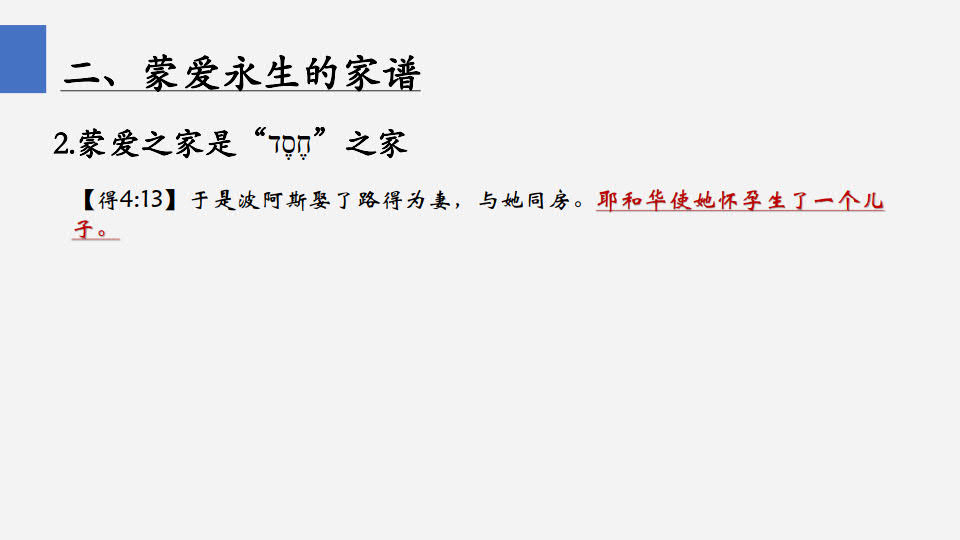 二、蒙爱永生的家谱
2.蒙爱之家是“חֶסֶד”之家
【得4:13】于是波阿斯娶了路得为妻，与她同房。耶和华使她怀孕生了一个儿
子。